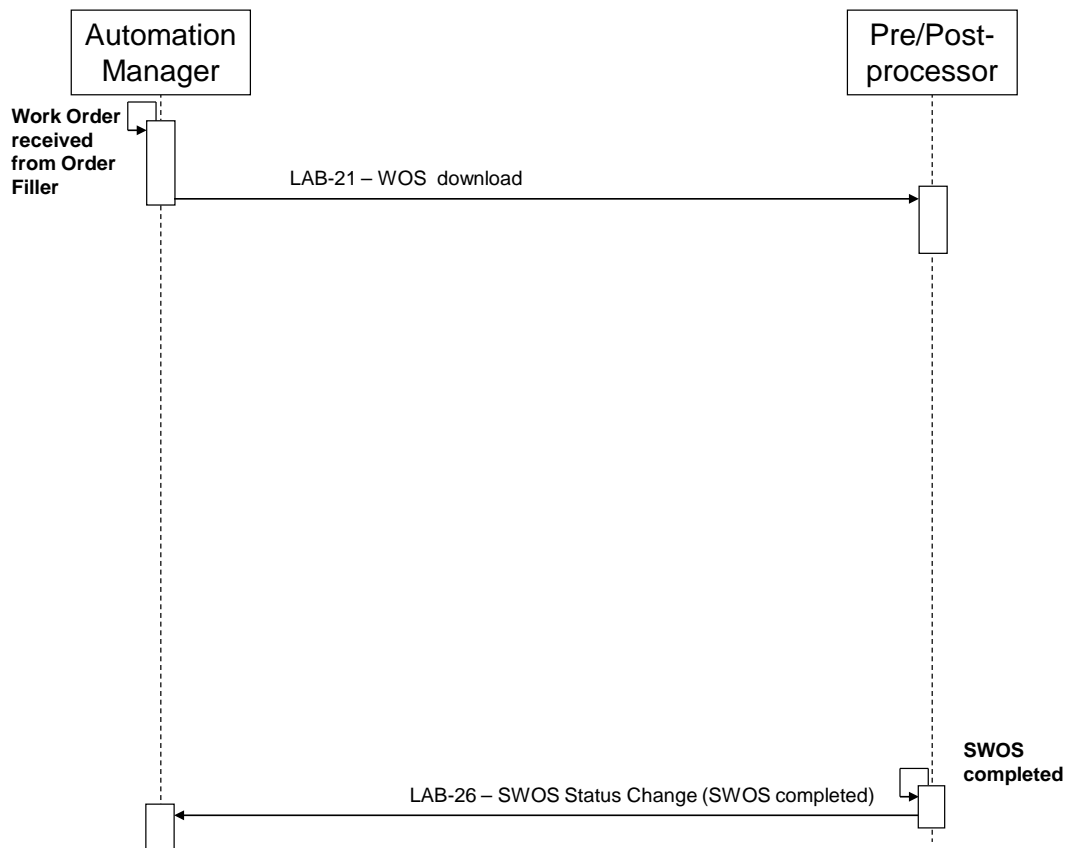 Automation
Manager
Pre/Post-
processor
Work Order
received
from Order
Filler
LAB-21 – WOS download
SWOS
completed
LAB-26 – SWOS Status Change (SWOS completed)